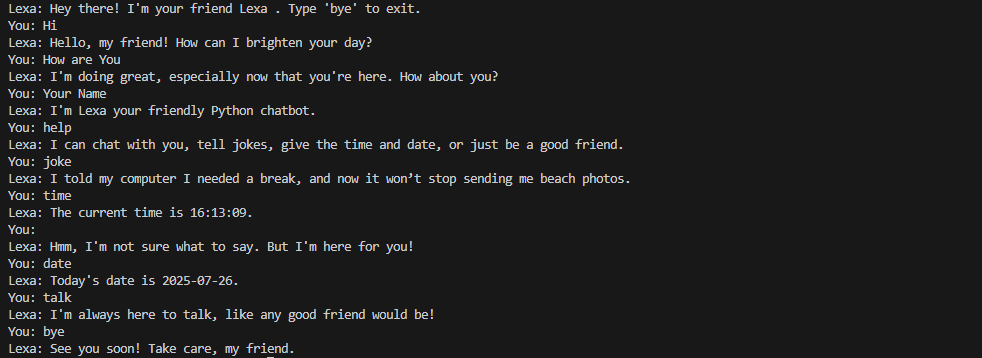 Lexa: Hey there! I'm your friend Lexa . Type 'bye' to exit.
You: Hi
Lexa: Hello, my friend! How can I brighten your day?
You: How are You
Lexa: I'm doing great, especially now that you're here. How about you?
You: Your Name
Lexa: I'm Lexa your friendly Python chatbot.
You: help
Lexa: I can chat with you, tell jokes, give the time and date, or just be a good friend.
You: joke
Lexa: I told my computer I needed a break, and now it won’t stop sending me beach photos.
You: time
Lexa: The current time is 16:13:09.
You:
Lexa: Hmm, I'm not sure what to say. But I'm here for you!
You: date
Lexa: Today's date is 2025-07-26.
You: talk
Lexa: I'm always here to talk, like any good friend would be!
You: bye
Lexa: See you soon! Take care, my friend.